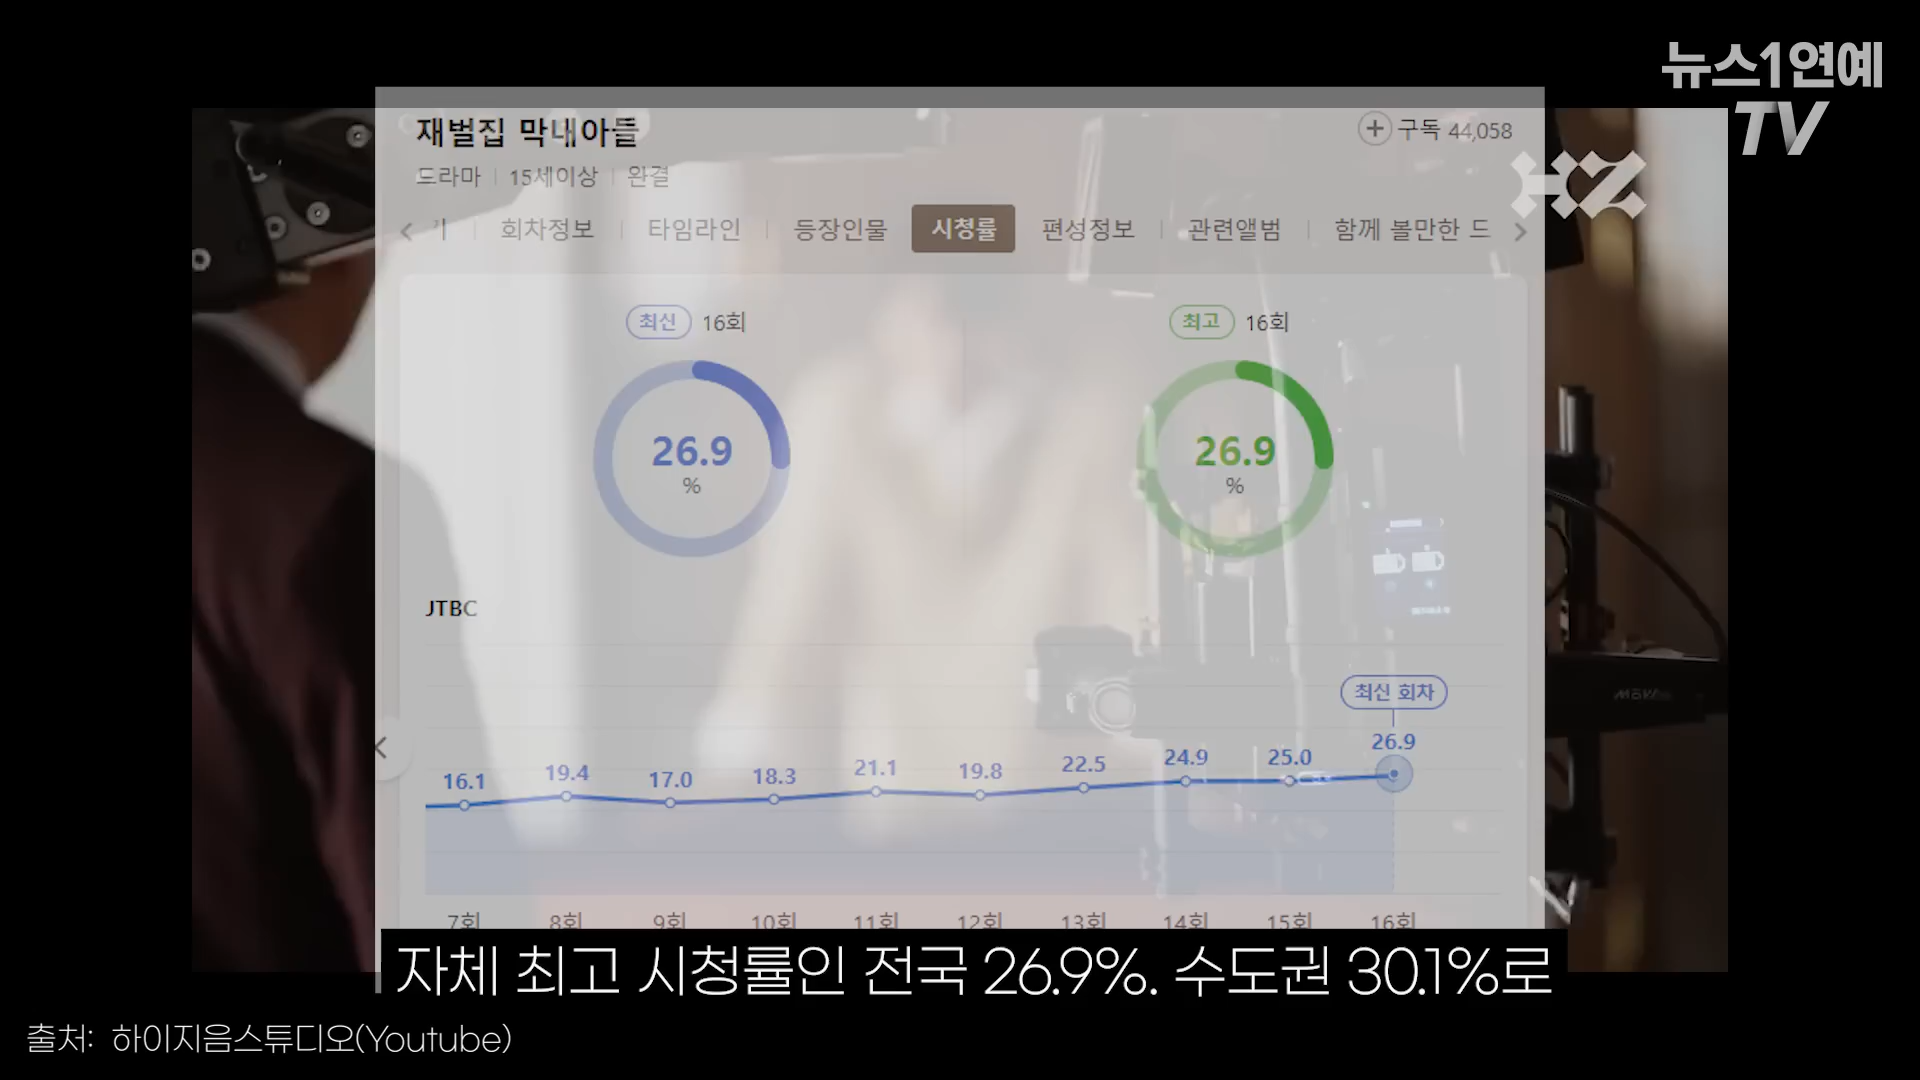 뉴스1연예
TV
재벌집 막내아들
구독 44,058
드라마 | 15세이상 | 완결
HZ
회차정보 | 타임라인 | 등장인물 시청률 편성정보 | 관련앨범 | 함께 볼만한 드
최신 16회
최고 16회
26.9
%
26.9
%
JTBC
최신 회차
16.1 19.4 17.0 18.3 21.1 19.8 22.5 24.9 25.0 26.9
7회 8회 9회 10회 11회 12회 13회 14회 15회 16회
자체 최고 시청률인 전국 26.9%. 수도권 30.1%로
출처: 하이지음스튜디오(Youtube)